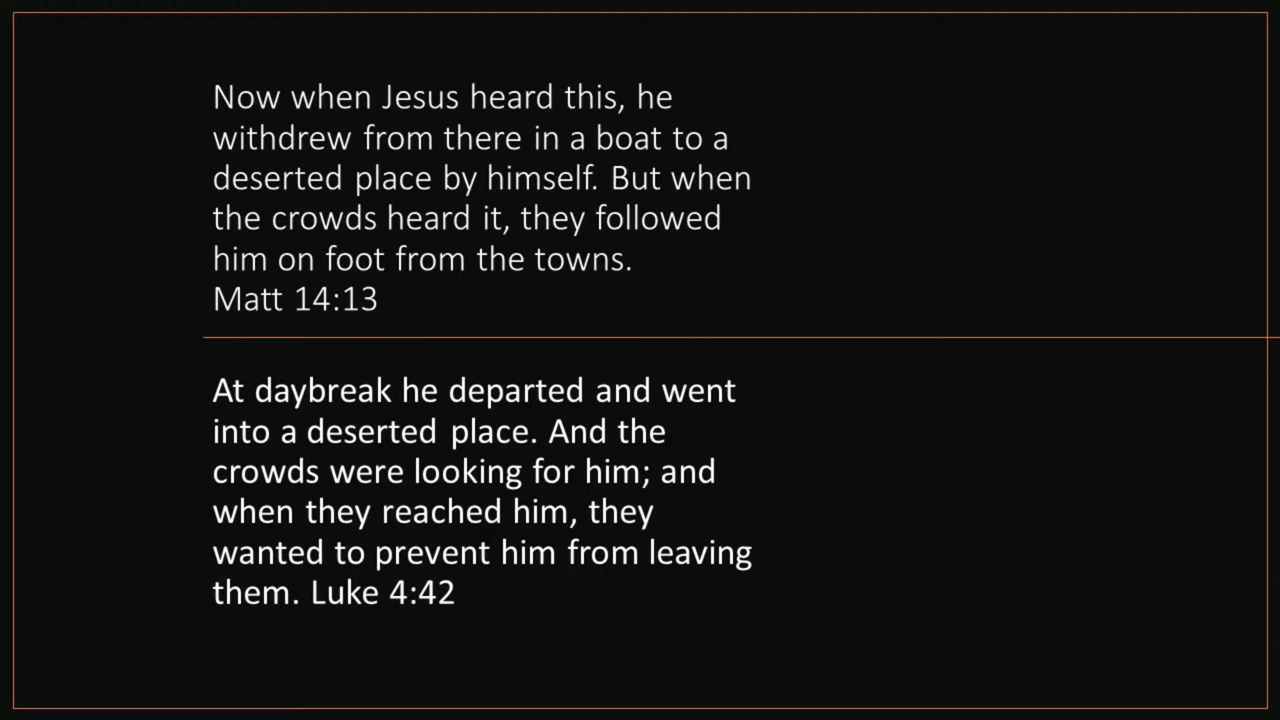 Now when Jesus heard this, he
withdrew from there in a boat to a
deserted place by himself. But when
the crowds heard it, they followed
him on foot from the towns.
Matt 14:13
At daybreak he departed and went
into a deserted place. And the
crowds were looking for him; and
when they reached him, they
wanted to prevent him from leaving
them. Luke 4:42